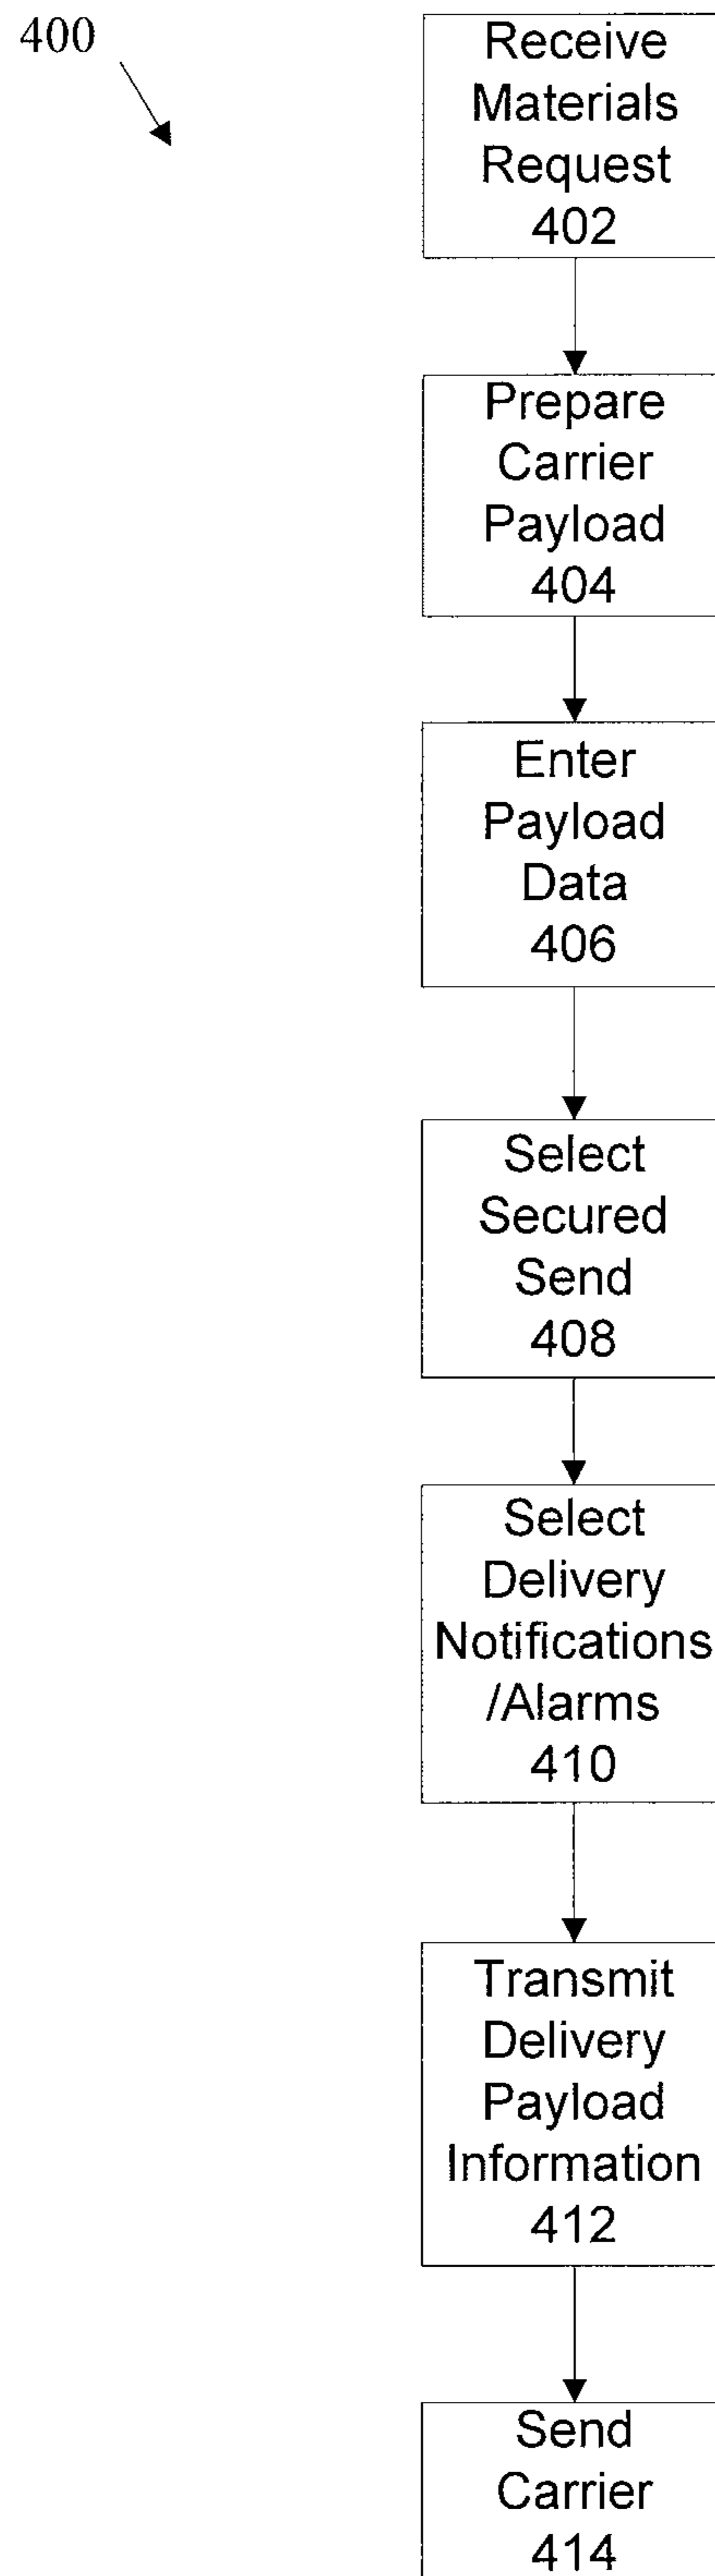 400
Receive
Materials
Request
402
Prepare
Carrier
Payload
404
Enter
Payload
Data
406
Select
Secured
Send
408
Select
Delivery
Notifications
/Alarms
410
Transmit
Delivery
Payload
Information
412
Send
Carrier
414